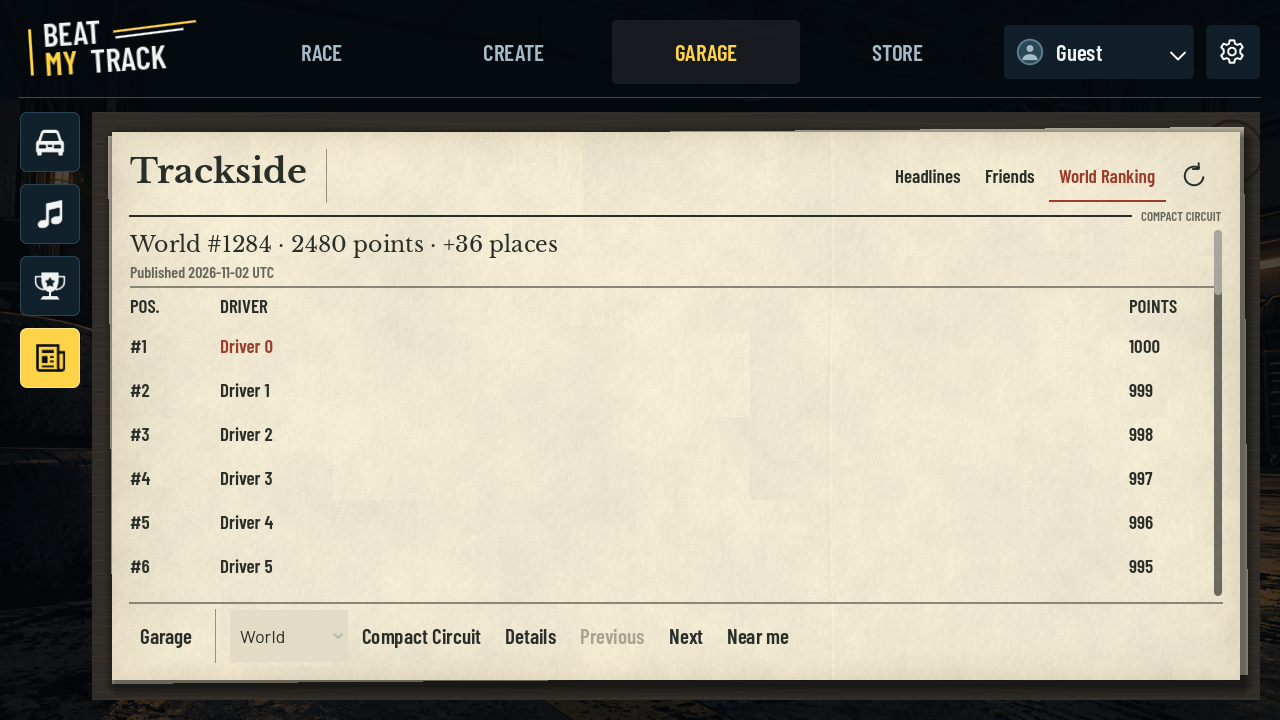 BEAT
MY TRACK
RACE
CREATE
GARAGE
STORE
Guest
Trackside
Headlines
Friends
World Ranking
COMPACT CIRCUIT
World #1284 · 2480 points · +36 places
Published 2026-11-02 UTC
POS. DRIVER POINTS
#1 Driver 0 1000
#2 Driver 1 999
#3 Driver 2 998
#4 Driver 3 997
#5 Driver 4 996
#6 Driver 5 995
Garage
World
Compact Circuit
Details
Previous
Next
Near me